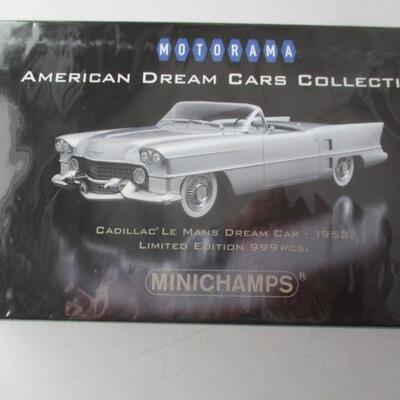 MOTORAMA
AMERICAN DREAM CARS COLLECTI
CADILLAC® LE MANS DREAM CAR - 1953
LIMITED EDITION 999 PCS.
MINICHAMPS®